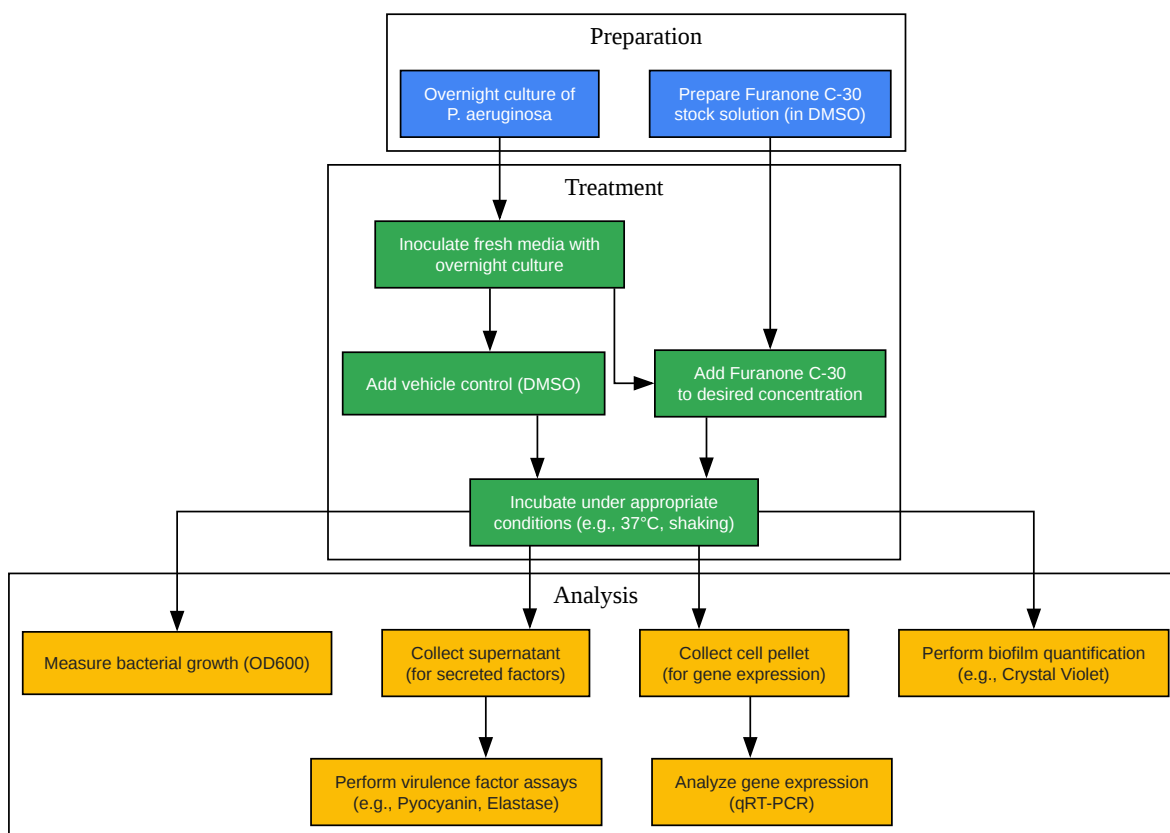 Preparation
Overnight culture of
P. aeruginosa
Prepare Furanone C-30
stock solution (in DMSO)
Treatment
Inoculate fresh media with
overnight culture
Add vehicle control (DMSO)
Add Furanone C-30
to desired concentration
Incubate under appropriate
conditions (e.g., 37°C, shaking)
Analysis
Measure bacterial growth (OD600)
Collect supernatant
(for secreted factors)
Collect cell pellet
(for gene expression)
Perform biofilm quantification
(e.g., Crystal Violet)
Perform virulence factor assays
(e.g., Pyocyanin, Elastase)
Analyze gene expression
(qRT-PCR)